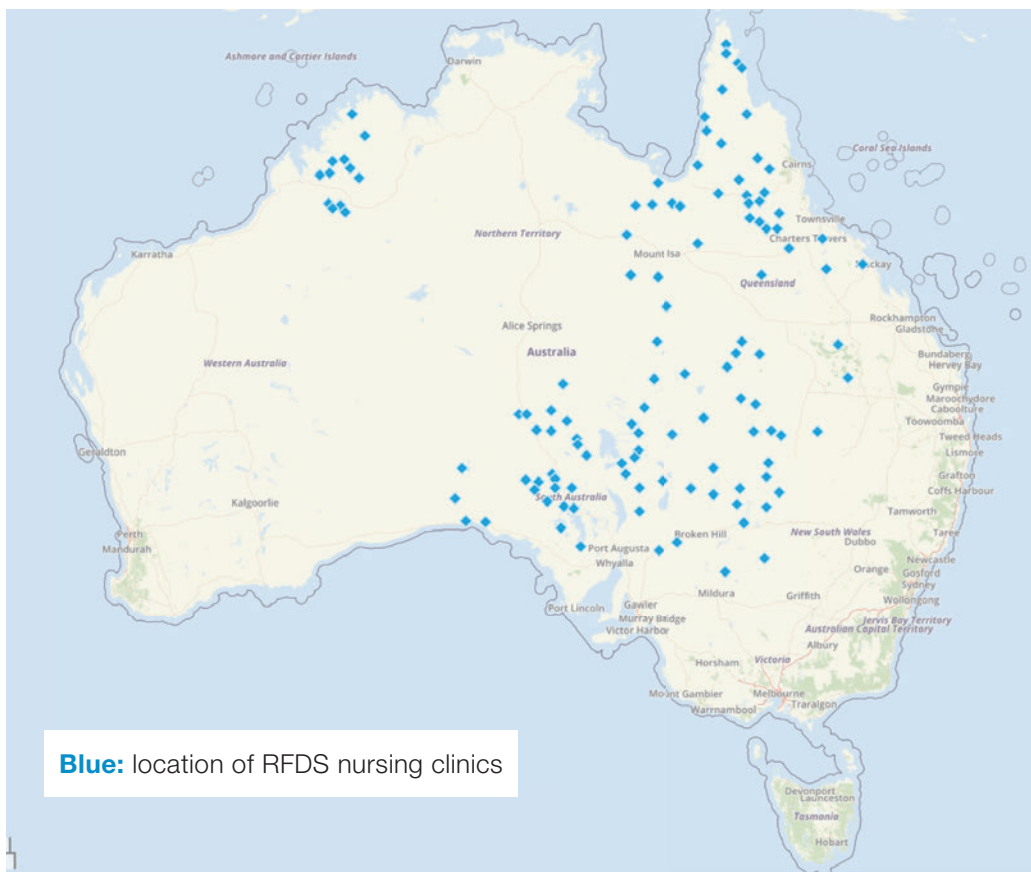 Ashmore and Cartier Islands
Darwin
Coral Sea Islands
Cairns
Townsville
Northern Territory
Charters Towers
Karratha
Mount Isa
Mackay
Queensland
Alice Springs
Rockhampton
Gladstone
Australia
Bundaberg
Western Australia
Hervey Bay
Gympie
Maroochydore
Caboolture
Toowoomba
Tweed Heads
Geraldton
Lismore
Grafton
South Australia
Coffs Harbour
Kalgoorlie
Tamworth
Perth
Broken Hill
New South Wales
Taree
Mandurah
Port Augusta
Dubbo
Whyalla
Newcastle
Orange
Gosford
Sydney
Mildura
Griffith
Wollongong
Port Lincoln
Gawler
Murray Bridge
Jervis Bay Territory
Victor Harbor
Australian Capital Territory
Albury
Horsham
Victoria
Mount Gambier
Melbourne
Warrnambool
Traralgon
Blue: location of RFDS nursing clinics
Devonport
Launceston
Tasmania
Hobart